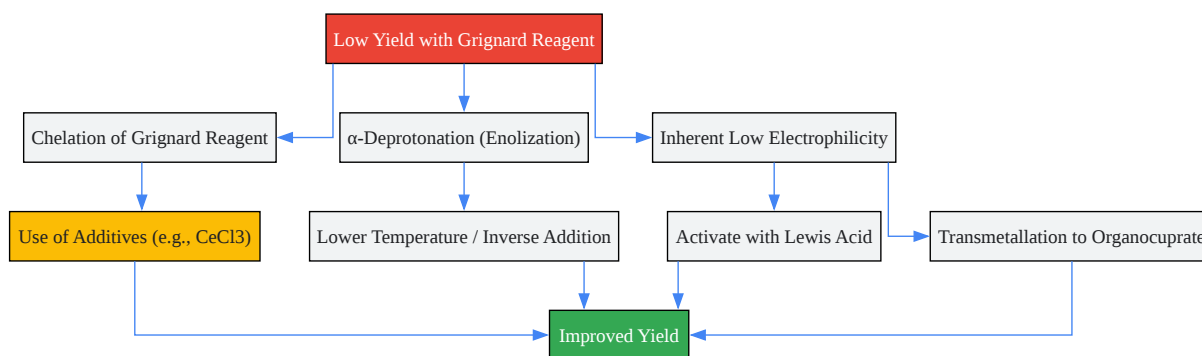 Low Yield with Grignard Reagent
Chelation of Grignard Reagent
α-Deprotonation (Enolization)
Inherent Low Electrophilicity
Use of Additives (e.g., CeCl3)
Lower Temperature / Inverse Addition
Activate with Lewis Acid
Transmetallation to Organocuprate
Improved Yield